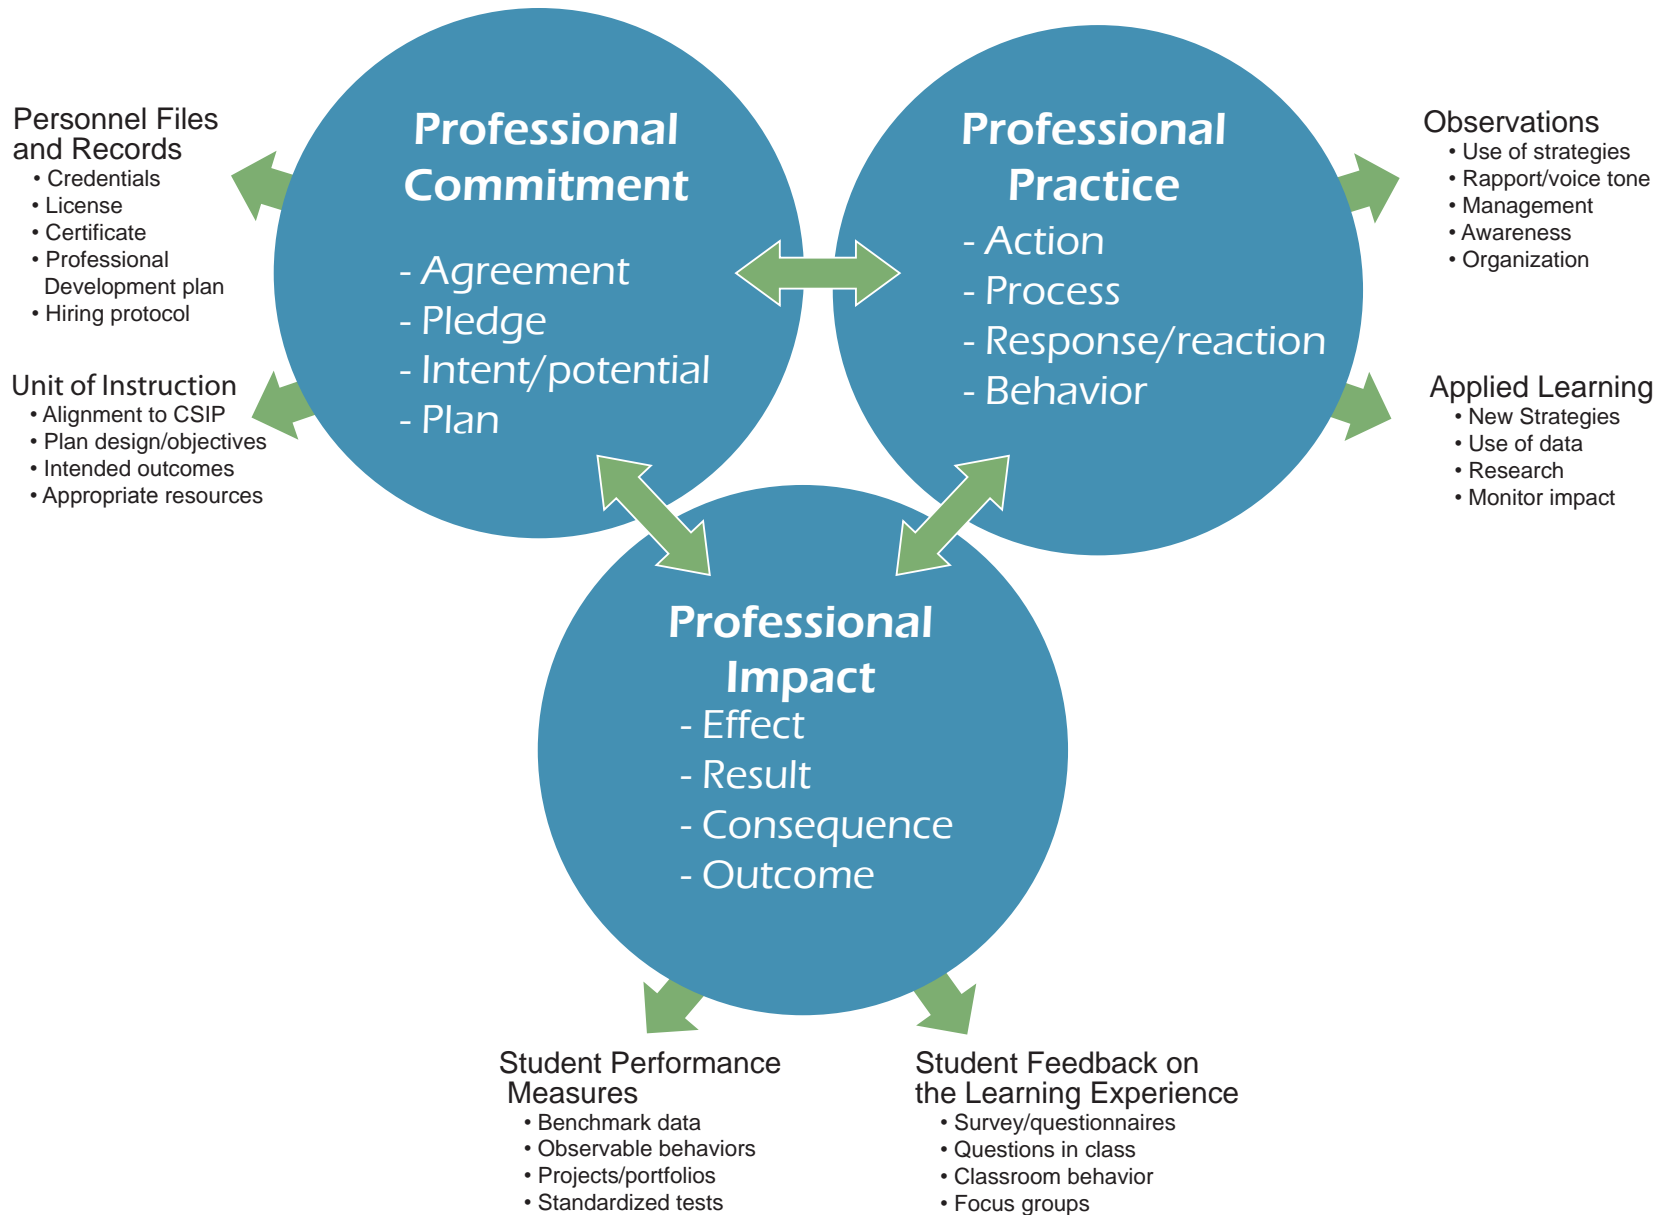 Professional
Commitment
- Agreement
- Pledge
- Intent/potential
- Plan
Professional
Practice
- Action
- Process
- Response/reaction
- Behavior
Professional
Impact
- Effect
- Result
- Consequence
- Outcome
Personnel Files
and Records
• Credentials
• License
• Certificate
• Professional
Development plan
• Hiring protocol
Unit of Instruction
• Alignment to CSIP
• Plan design/objectives
• Intended outcomes
• Appropriate resources
Observations
• Use of strategies
• Rapport/voice tone
• Management
• Awareness
• Organization
Applied Learning
• New Strategies
• Use of data
• Research
• Monitor impact
Student Performance
Measures
• Benchmark data
• Observable behaviors
• Projects/portfolios
• Standardized tests
Student Feedback on
the Learning Experience
• Survey/questionnaires
• Questions in class
• Classroom behavior
• Focus groups